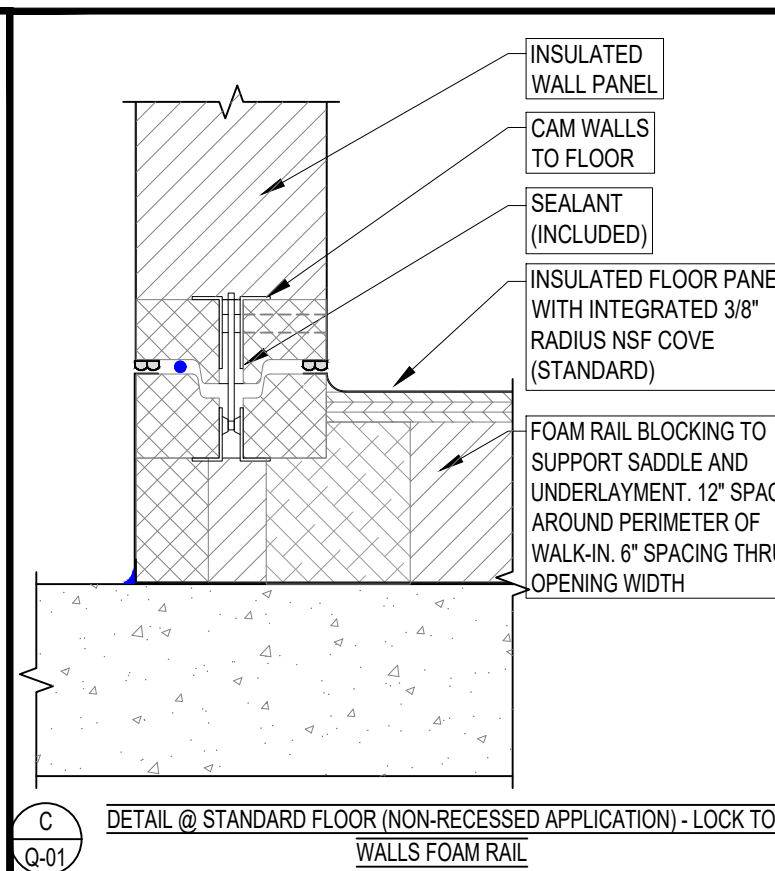 INSULATED
WALL PANEL
CAM WALLS
TO FLOOR
SEALANT
(INCLUDED)
INSULATED FLOOR PANE
WITH INTEGRATED 3/8"
RADIUS NSF COVE
(STANDARD)
FOAM RAIL BLOCKING TO
SUPPORT SADDLE AND
UNDERLAYMENT. 12" SPAC
AROUND PERIMETER OF
WALK-IN. 6" SPACING THRU
OPENING WIDTH
C
Q-01
DETAIL @ STANDARD FLOOR (NON-RECESSED APPLICATION) - LOCK TO
WALLS FOAM RAIL